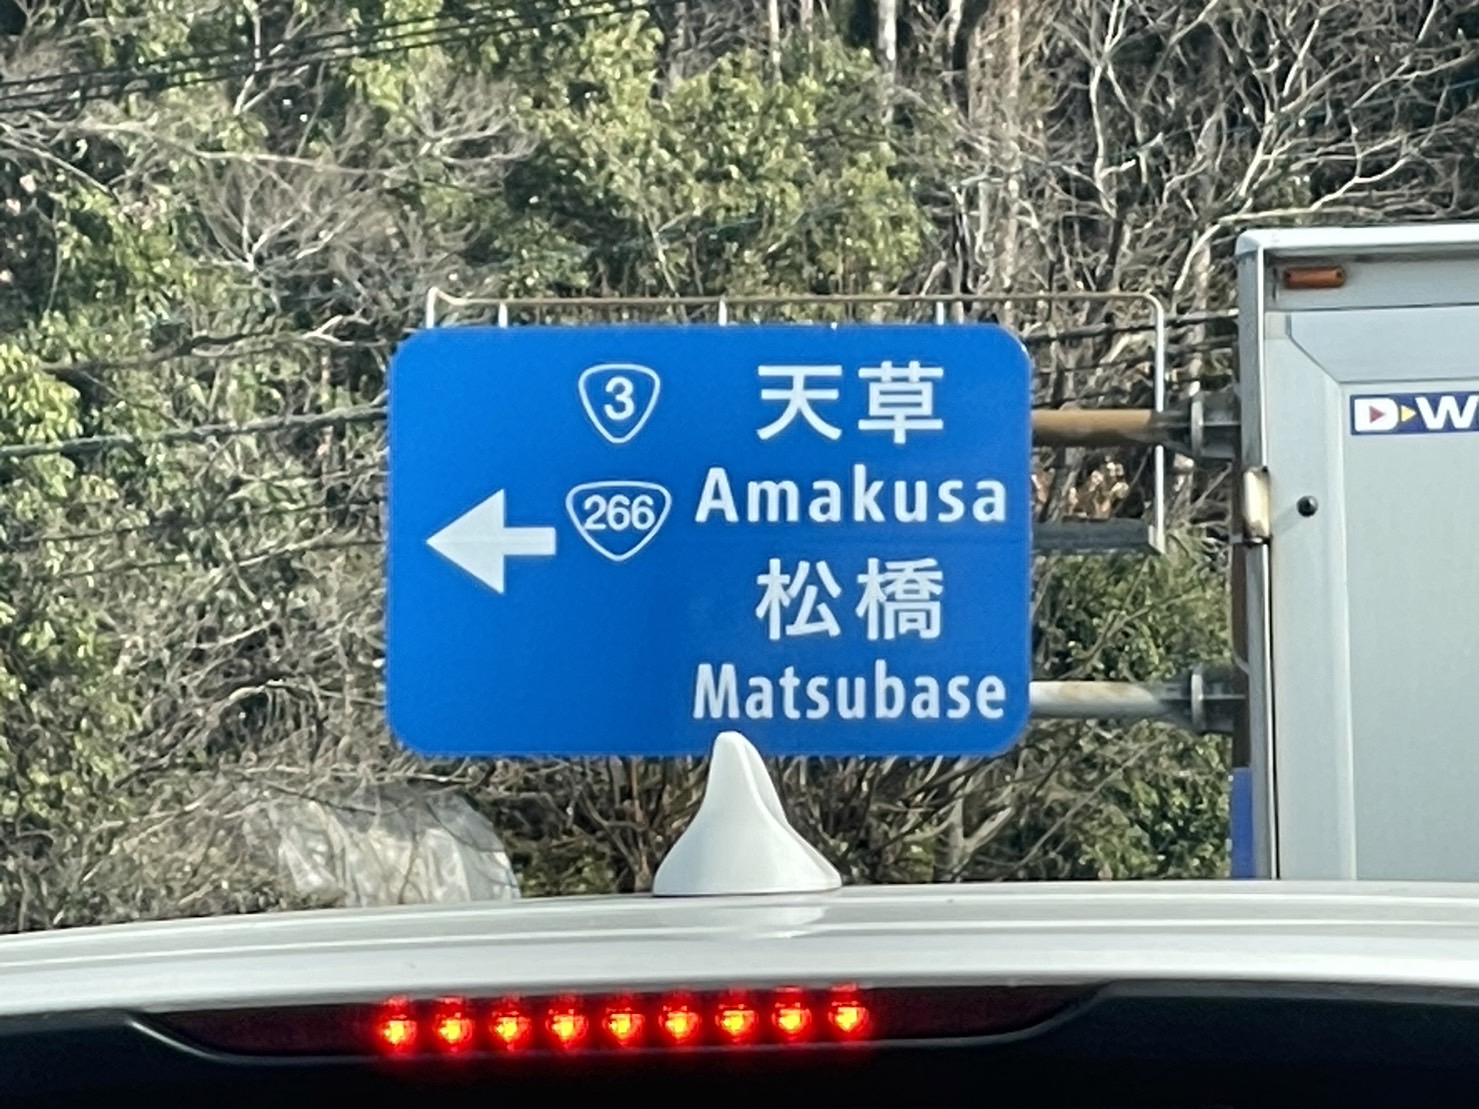 3 天草
266 Amakusa
松橋
Matsubase
D▸W